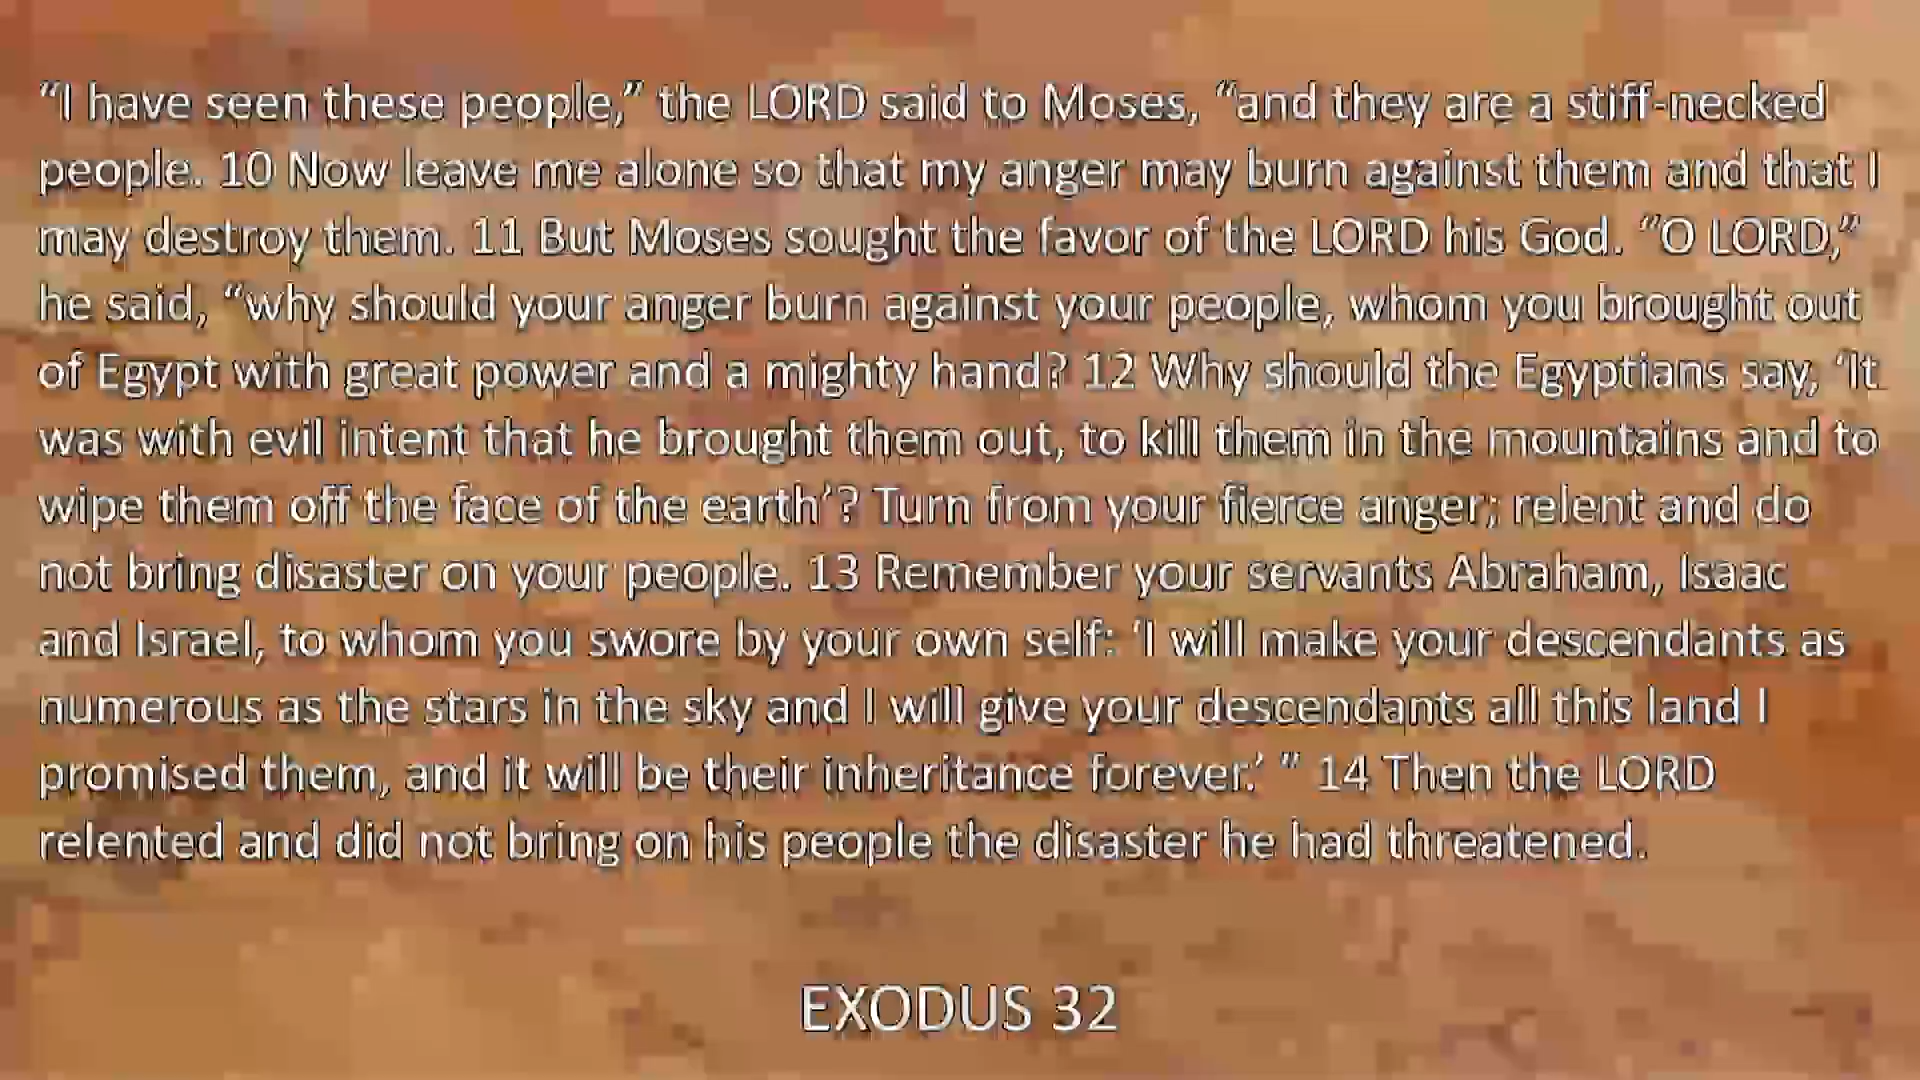 “I have seen these people,” the LORD said to Moses, “and they are a stiff-necked
people. 10 Now leave me alone so that my anger may burn against them and that I
may destroy them. 11 But Moses sought the favor of the LORD his God. “O LORD,”
he said, “why should your anger burn against your people, whom you brought out
of Egypt with great power and a mighty hand? 12 Why should the Egyptians say, ‘It
was with evil intent that he brought them out, to kill them in the mountains and to
wipe them off the face of the earth’? Turn from your fierce anger; relent and do
not bring disaster on your people. 13 Remember your servants Abraham, Isaac
and Israel, to whom you swore by your own self: ‘I will make your descendants as
numerous as the stars in the sky and I will give your descendants all this land I
promised them, and it will be their inheritance forever.’ ” 14 Then the LORD
relented and did not bring on his people the disaster he had threatened.
EXODUS 32